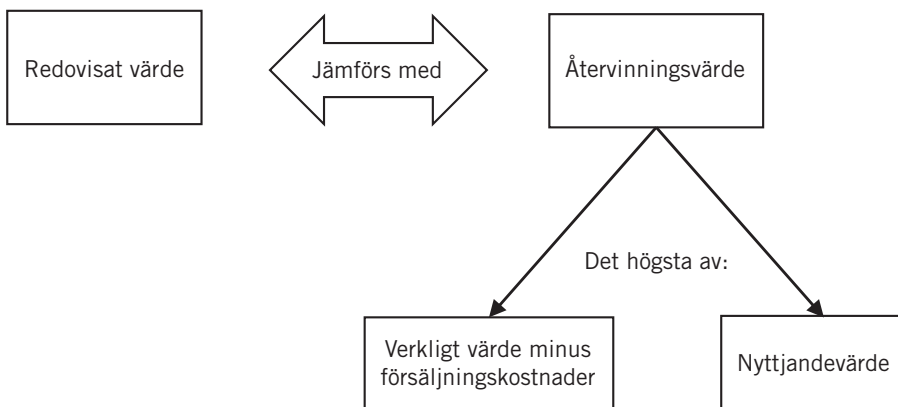 Redovisat värde
Jämförs med
Återvinningsvärde
Det högsta av:
Verkligt värde minus
försäljningskostnader
Nyttjandevärde